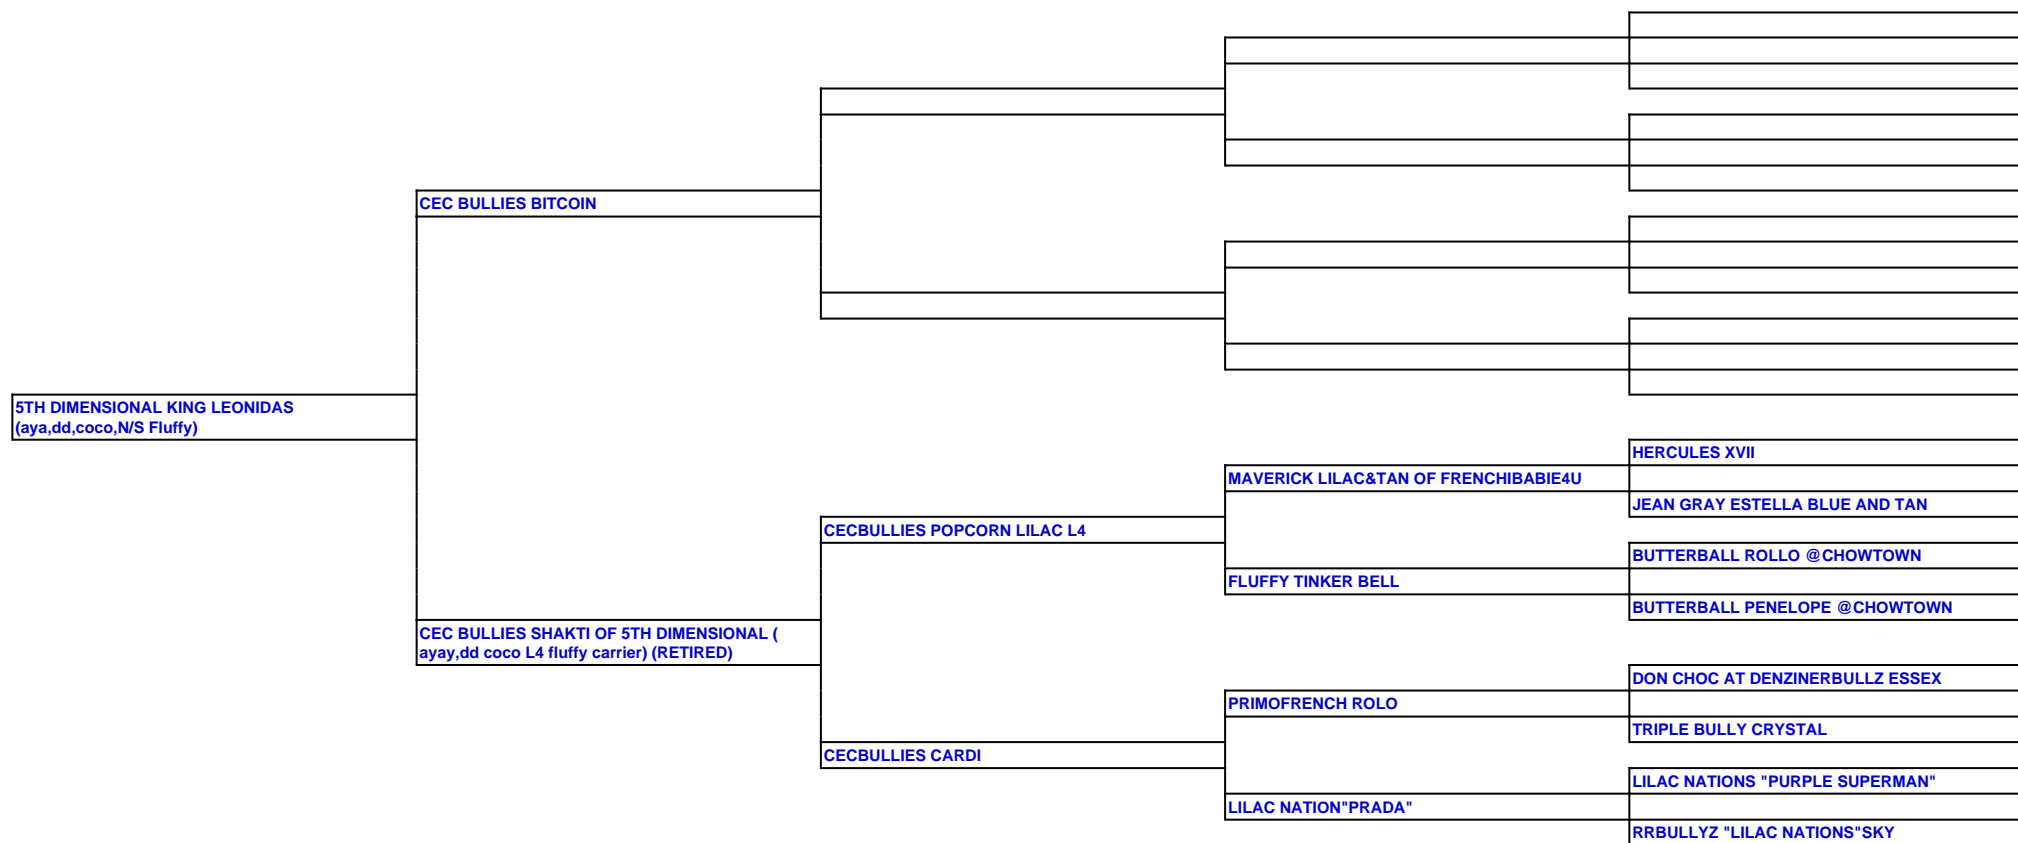 CEC BULLIES BITCOIN
5TH DIMENSIONAL KING LEONIDAS
(aya,dd,coco,N/S Fluffy)
HERCULES XVII
MAVERICK LILAC&TAN OF FRENCHIBABIE4U
JEAN GRAY ESTELLA BLUE AND TAN
CECBULLIES POPCORN LILAC L4
BUTTERBALL ROLLO @CHOWTOWN
FLUFFY TINKER BELL
BUTTERBALL PENELOPE @CHOWTOWN
CEC BULLIES SHAKTI OF 5TH DIMENSIONAL (
ayay,dd coco L4 fluffy carrier) (RETIRED)
DON CHOC AT DENZINERBULLZ ESSEX
PRIMOFRENCH ROLO
TRIPLE BULLY CRYSTAL
CECBULLIES CARDI
LILAC NATIONS "PURPLE SUPERMAN"
LILAC NATION"PRADA"
RRBULLYZ "LILAC NATIONS"SKY